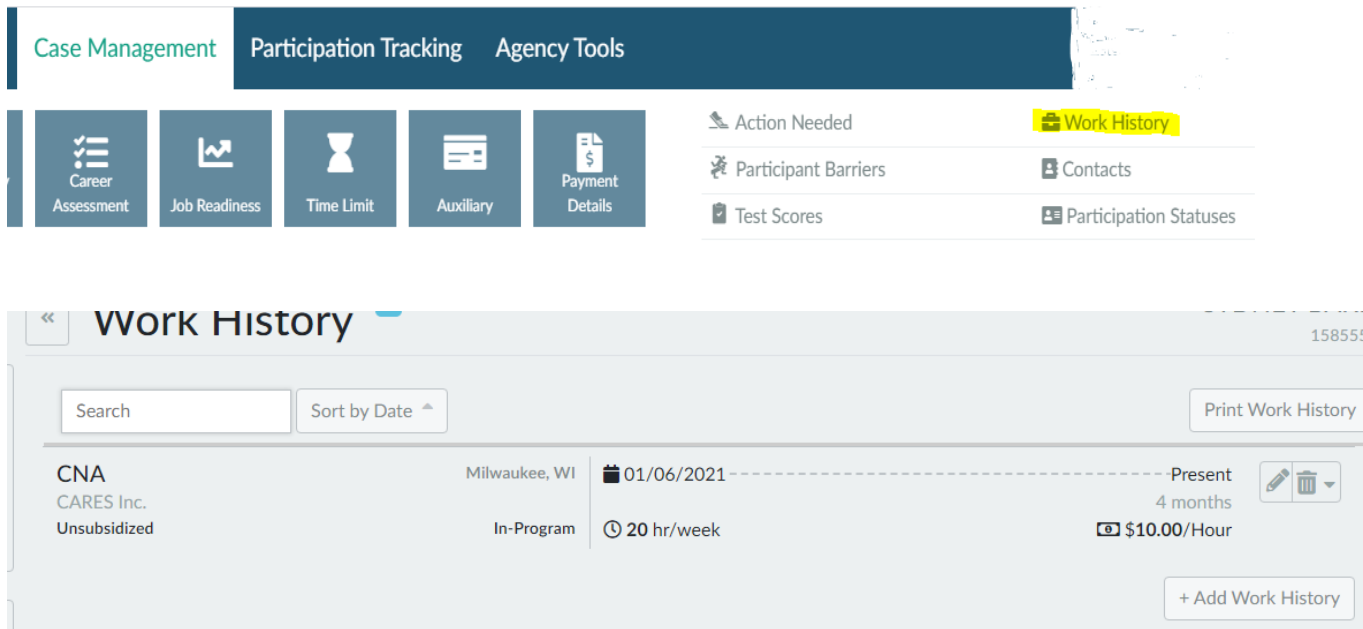 Case Management Participation Tracking Agency Tools
Career Assessment
Job Readiness
Time Limit
Auxiliary
Payment Details
Action Needed
Work History
Participant Barriers
Contacts
Test Scores
Participation Statuses
« Work History
Search
Sort by Date
Print Work History
CNA Milwaukee, WI 01/06/2021 Present
CARES Inc. 4 months
Unsubsidized In-Program 20 hr/week $10.00/Hour
+ Add Work History